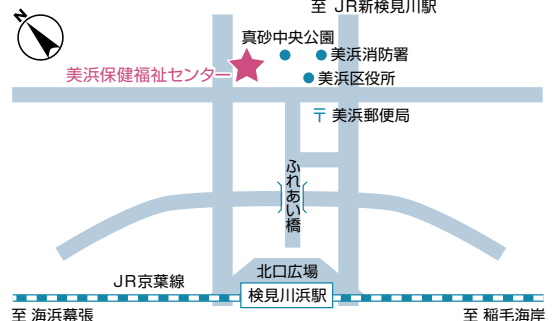 N
至 JR新検見川駅
真砂中央公園
美浜消防署
美浜保健福祉センター
美浜区役所
〒 美浜郵便局
ふれあい橋
北口広場
JR京葉線
検見川浜駅
至 海浜幕張
至 稲毛海岸